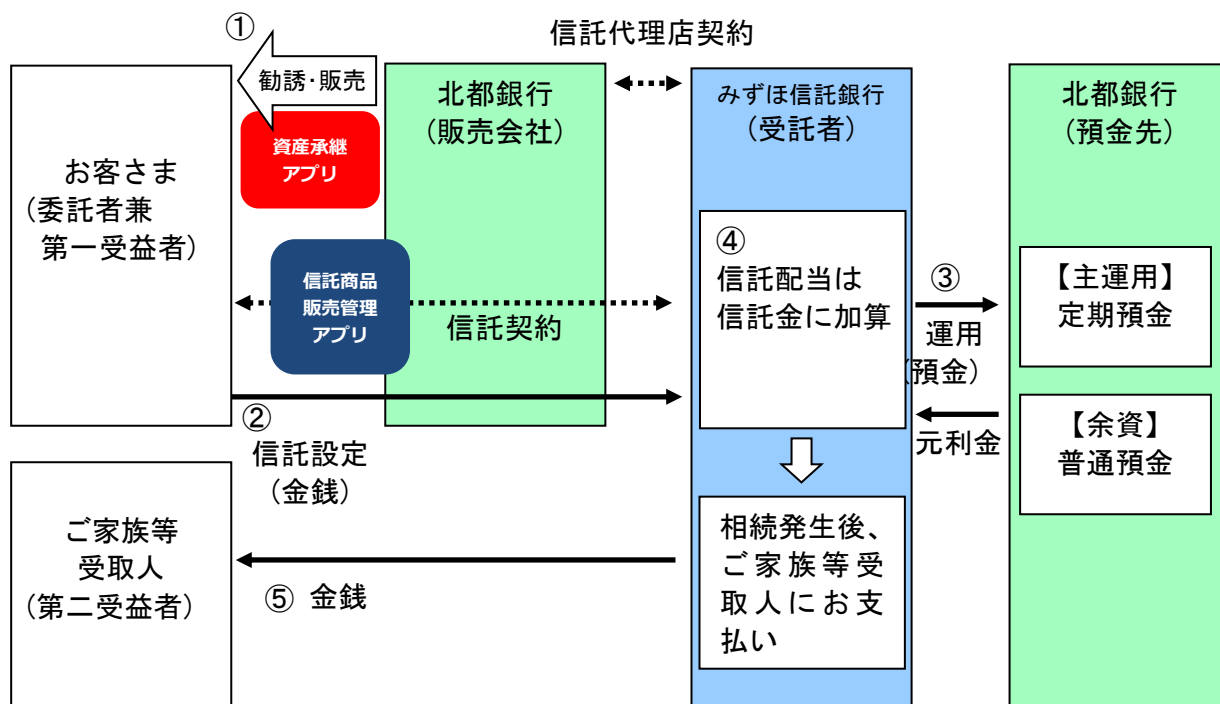 ①
信託代理店契約
勧誘・販売
北都銀行
（販売会社）
みずほ信託銀行
（受託者）
北都銀行
（預金先）
資産承継
アプリ
お客さま
（委託者兼
第一受益者）
④
信託配当は
信託金に加算
信託商品
販売管理
アプリ
信託契約
③
運用
（預金）
【主運用】
定期預金
②
信託設定
（金銭）
元利金
【余資】
普通預金
ご家族等
受取人
（第二受益者）
⑤ 金銭
相続発生後、
ご家族等受
取人にお支
払い